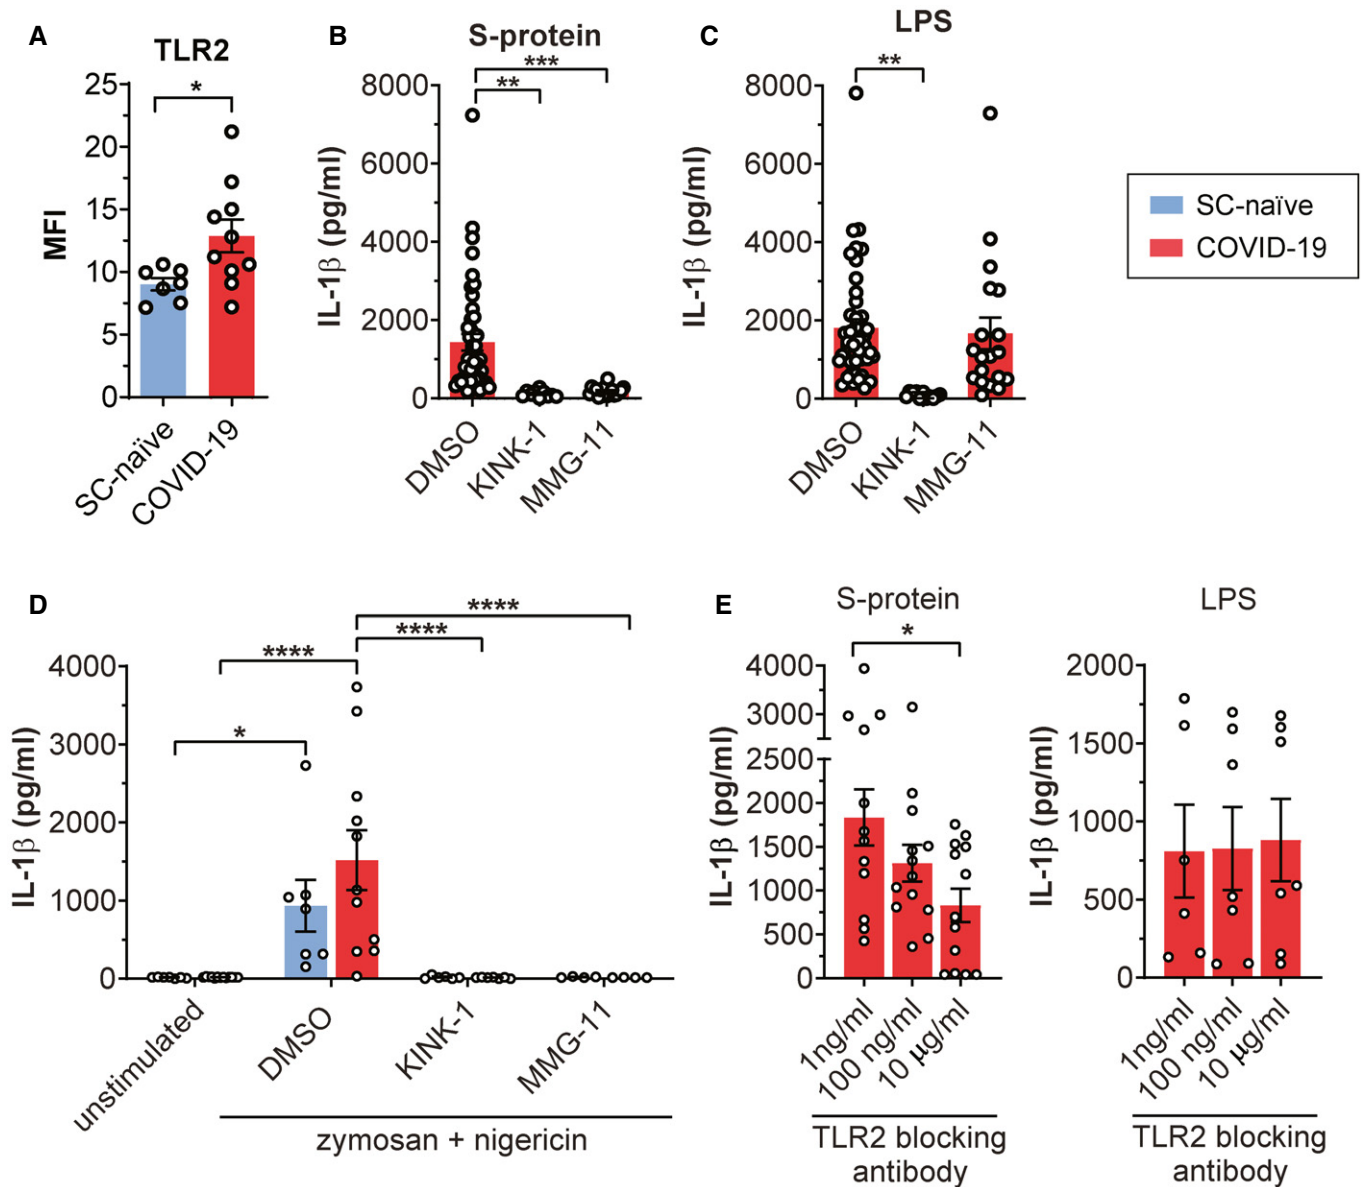 A
TLR2
MFI
25
20
15
10
5
0
*
SC-naïve
COVID-19
B
S-protein
IL-1β (pg/ml)
8000
6000
4000
2000
0
***
**
DMSO
KINK-1
MMG-11
C
LPS
IL-1β (pg/ml)
8000
6000
4000
2000
0
**
DMSO
KINK-1
MMG-11
SC-naïve
COVID-19
D
IL-1β (pg/ml)
4000
3000
2000
1000
0
****
****
****
*
unstimulated
DMSO
KINK-1
MMG-11
zymosan + nigericin
E
S-protein
IL-1β (pg/ml)
4000
3000
2500
2000
1500
1000
500
0
*
1ng/ml
100 ng/ml
10 µg/ml
TLR2 blocking
antibody
LPS
IL-1β (pg/ml)
2000
1500
1000
500
0
1ng/ml
100 ng/ml
10 µg/ml
TLR2 blocking
antibody